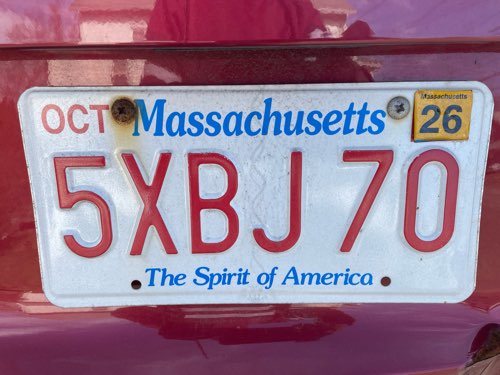 OCT Massachusetts Massachusetts 26
5XBJ 70
The Spirit of America